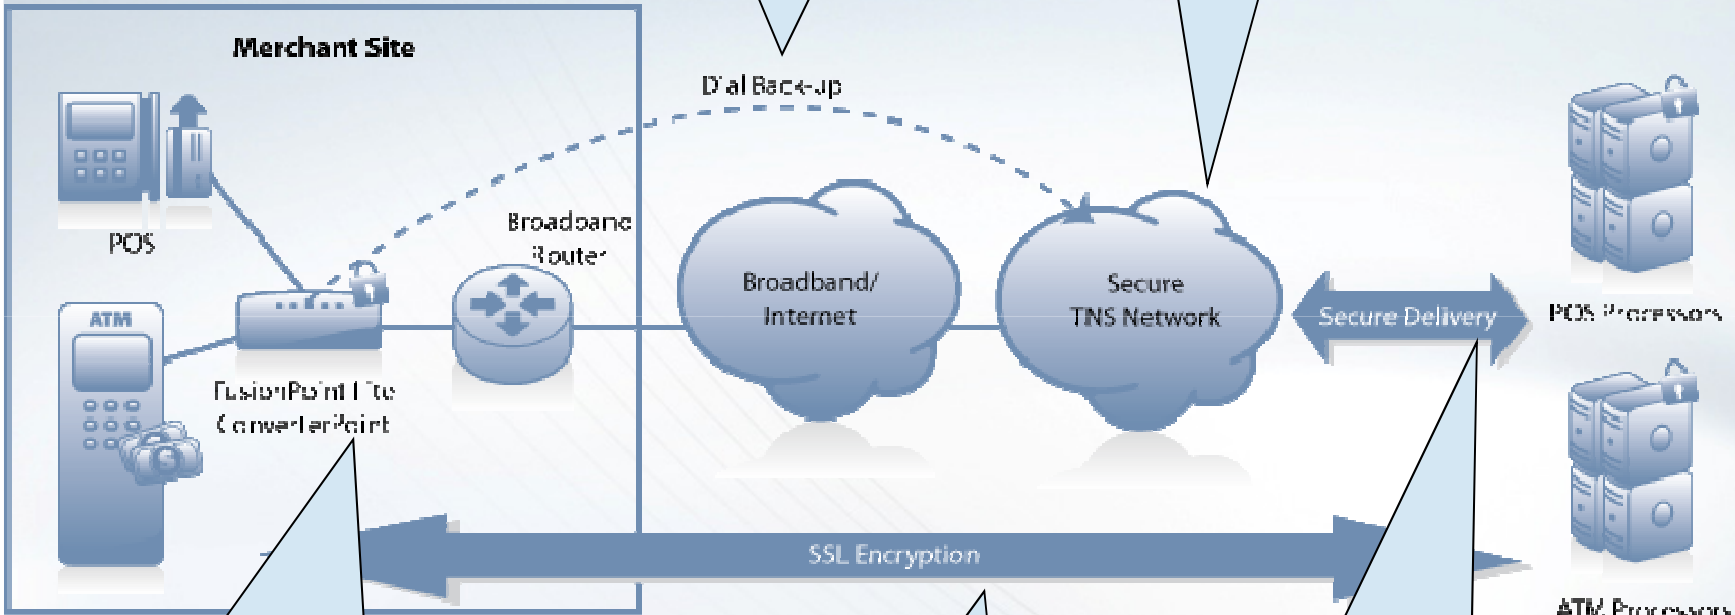 Merchant Site
Dial Back-up
POS
Broadband
Router
ATM
FusionPoint Lite
ConverterPoint
Broadband/
Internet
Secure
TNS Network
Secure Delivery
POS Processors
SSL Encryption
ATM Processors